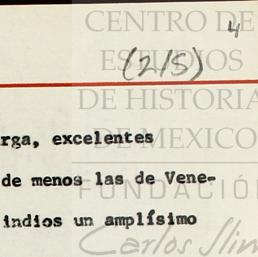 CENTRO DE
4
ESTUDIOS
(2/5)
DE HISTORIA
rga, excelentes
DE MEXICO
de menos las de Vene-
FUNDACIÓ
indios un amplísimo
Carlos Slim